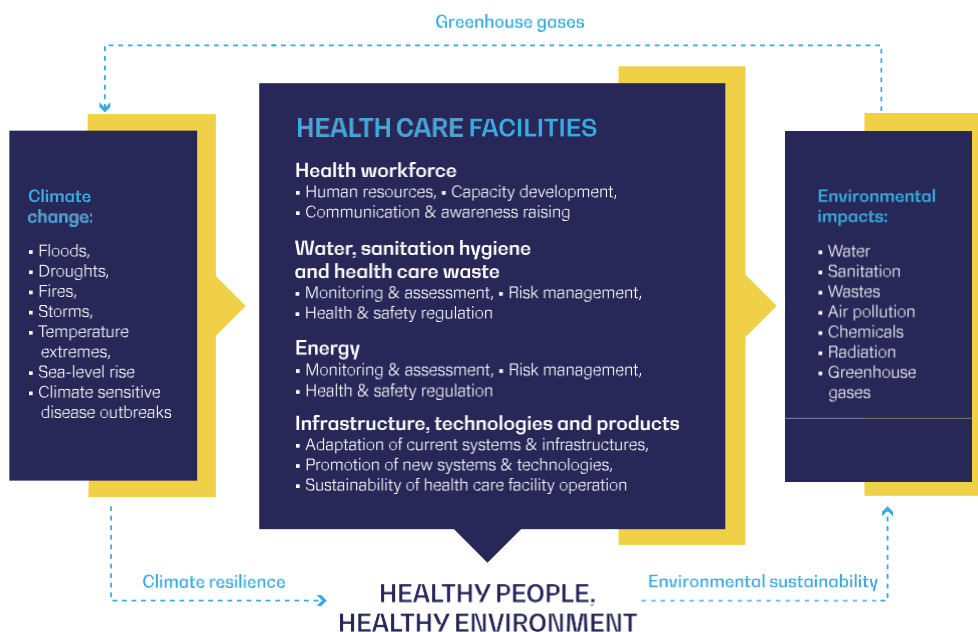 Greenhouse gases
Climate
change:
▪ Floods,
▪ Droughts,
▪ Fires,
▪ Storms,
▪ Temperature
extremes,
▪ Sea-level rise
▪ Climate sensitive
disease outbreaks
HEALTH CARE FACILITIES
Health workforce
▪ Human resources, ▪ Capacity development,
▪ Communication & awareness raising
Water, sanitation hygiene
and health care waste
▪ Monitoring & assessment, ▪ Risk management,
▪ Health & safety regulation
Energy
▪ Monitoring & assessment, ▪ Risk management,
▪ Health & safety regulation
Infrastructure, technologies and products
▪ Adaptation of current systems & infrastructures,
▪ Promotion of new systems & technologies,
▪ Sustainability of health care facility operation
Environmental
impacts:
▪ Water
▪ Sanitation
▪ Wastes
▪ Air pollution
▪ Chemicals
▪ Radiation
▪ Greenhouse
gases
Climate resilience
HEALTHY PEOPLE,
HEALTHY ENVIRONMENT
Environmental sustainability